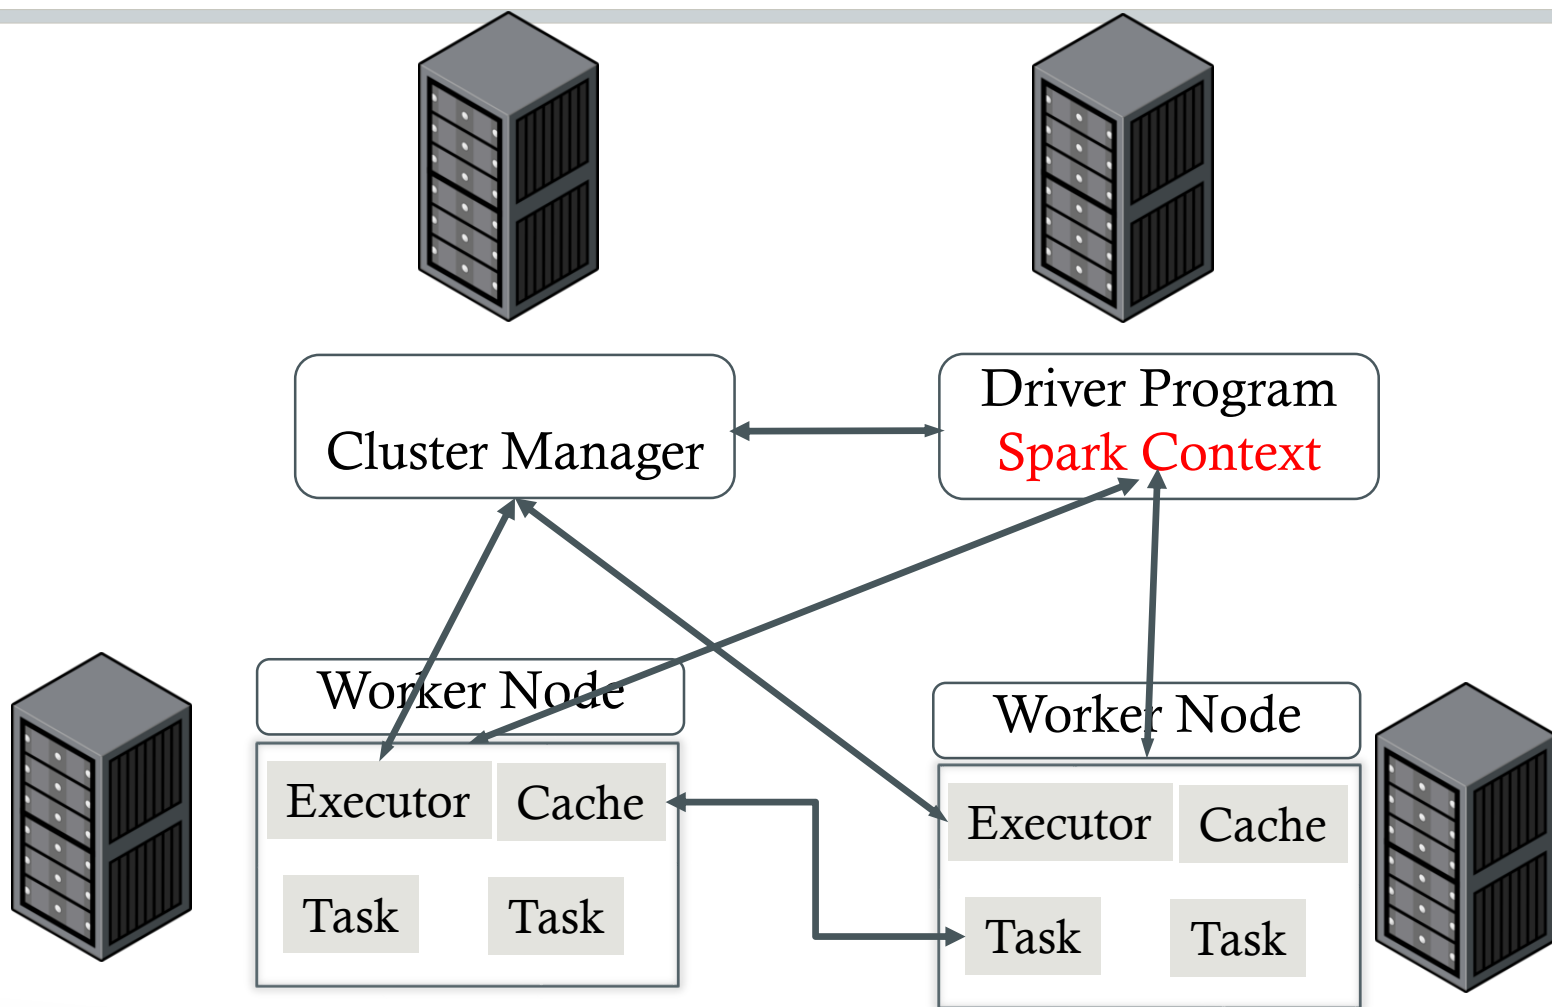 Cluster Manager
Driver Program
Spark Context
Worker Node
Executor
Cache
Task
Task
Worker Node
Executor
Cache
Task
Task